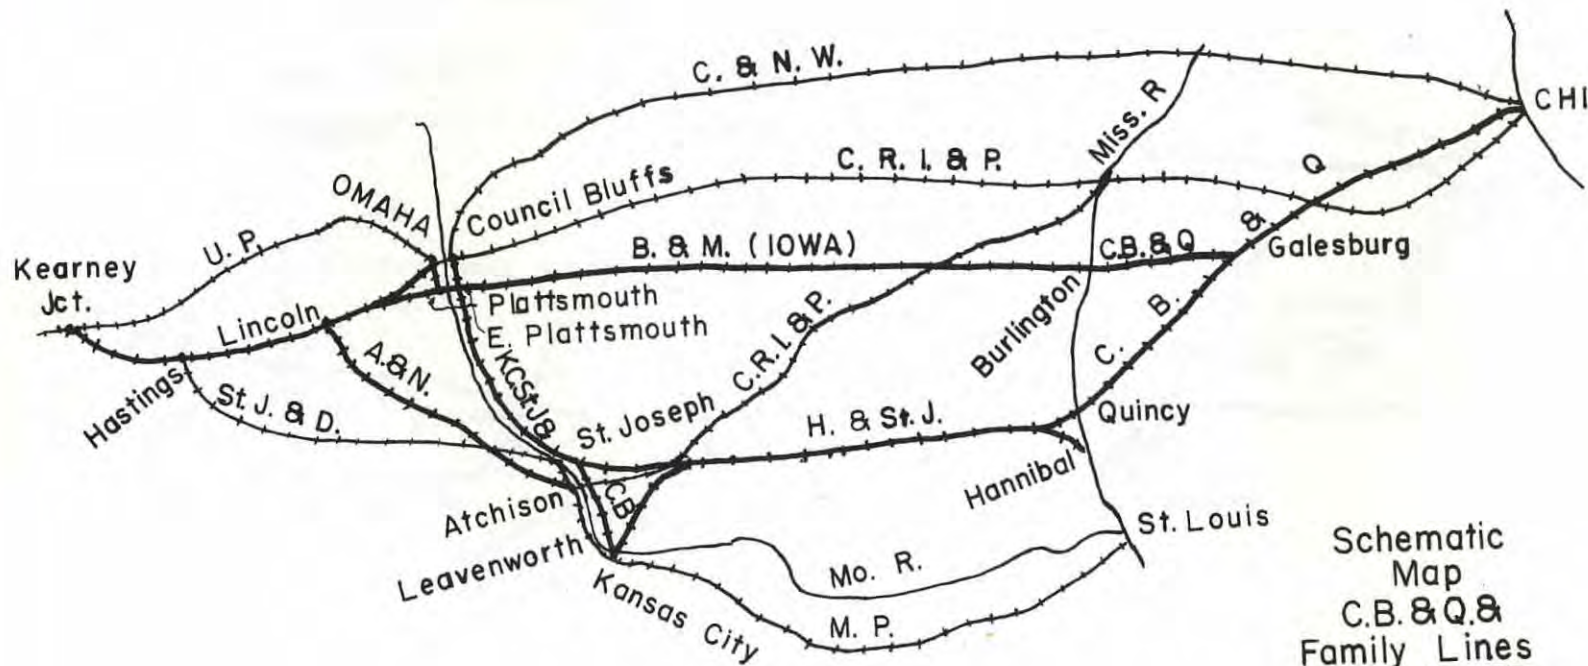 C. & N. W.
CHI
Miss. R
C. R. I. & P.
Q
&
B.
C.
OMAHA
Council Bluffs
U. P.
B. & M. (IOWA)
C.B. & Q
Galesburg
Kearney
Jct.
Lincoln
Plattsmouth
E. Plattsmouth
Burlington
C.R.I. & P.
A. & N.
K.C.St.J.&
C.B.
Hastings
St. J. & D.
St. Joseph
H. & St. J.
Quincy
Hannibal
Atchison
Leavenworth
Kansas City
Mo. R.
M. P.
St. Louis
Schematic
Map
C.B. & Q. &
Family Lines